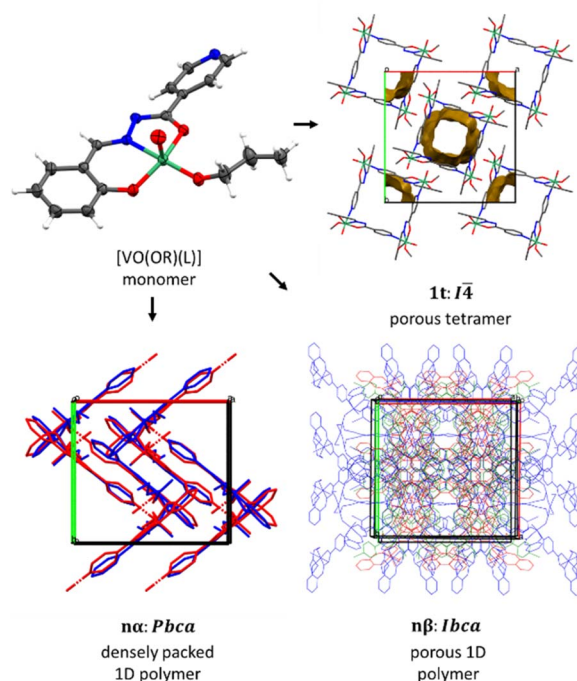 [VO(OR)(L)]
monomer
1t: I4̅
porous tetramer
nα: Pbca
densely packed
1D polymer
nβ: Ibca
porous 1D
polymer